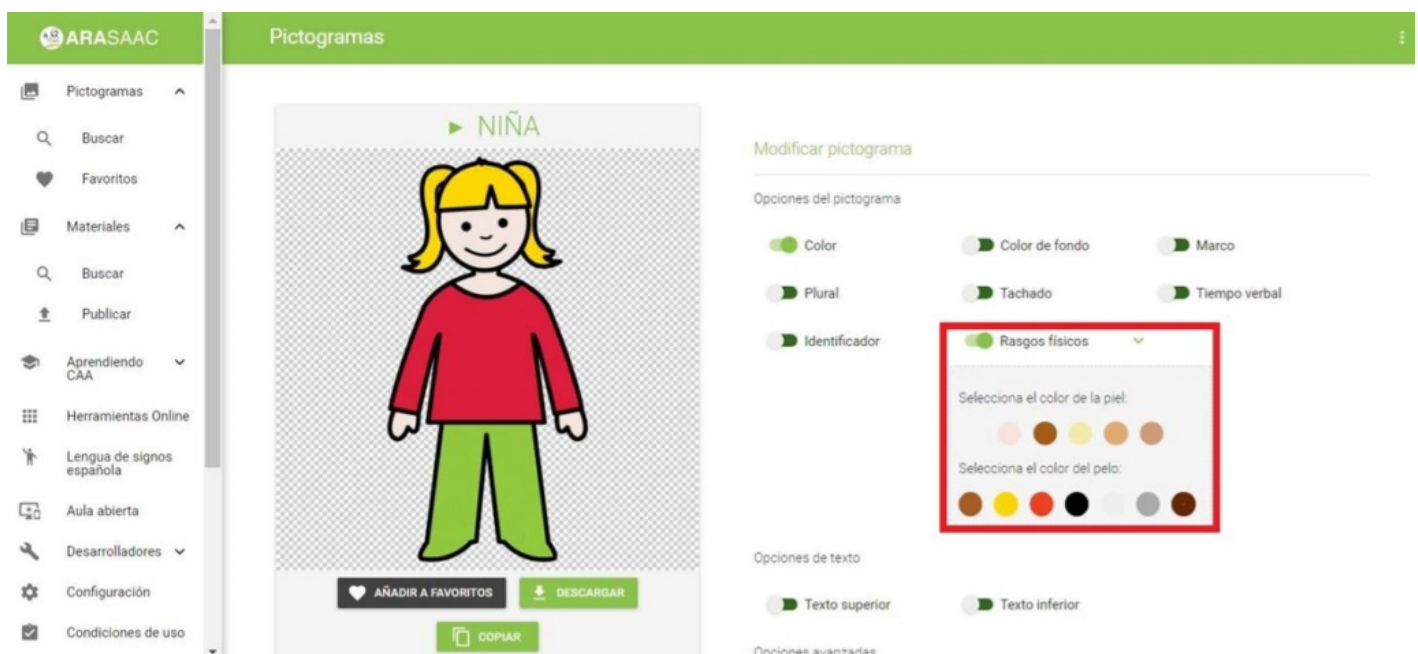 ARASAAC
Pictogramas
Pictogramas
Buscar
Favoritos
Materiales
Buscar
Publicar
Aprendiendo
CAA
Herramientas Online
Lengua de signos
española
Aula abierta
Desarrolladores
Configuración
Condiciones de uso
► NIÑA
AÑADIR A FAVORITOS
DESCARGAR
COPIAR
Modificar pictograma
Opciones del pictograma
Color
Color de fondo
Marco
Plural
Tachado
Tiempo verbal
Identificador
Rasgos físicos
Selecciona el color de la piel:
Selecciona el color del pelo:
Opciones de texto
Texto superior
Texto inferior
Opciones avanzadas